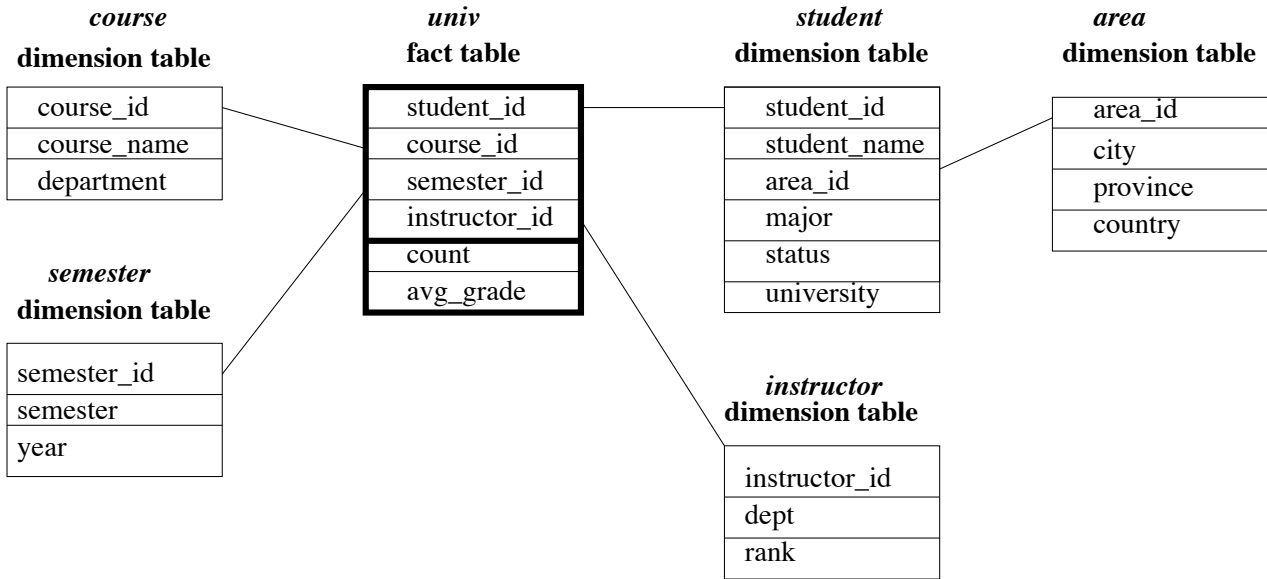 course
dimension table
course_id
course_name
department
univ
fact table
student_id
course_id
semester_id
instructor_id
count
avg_grade
student
dimension table
student_id
student_name
area_id
major
status
university
area
dimension table
area_id
city
province
country
semester
dimension table
semester_id
semester
year
instructor
dimension table
instructor_id
dept
rank